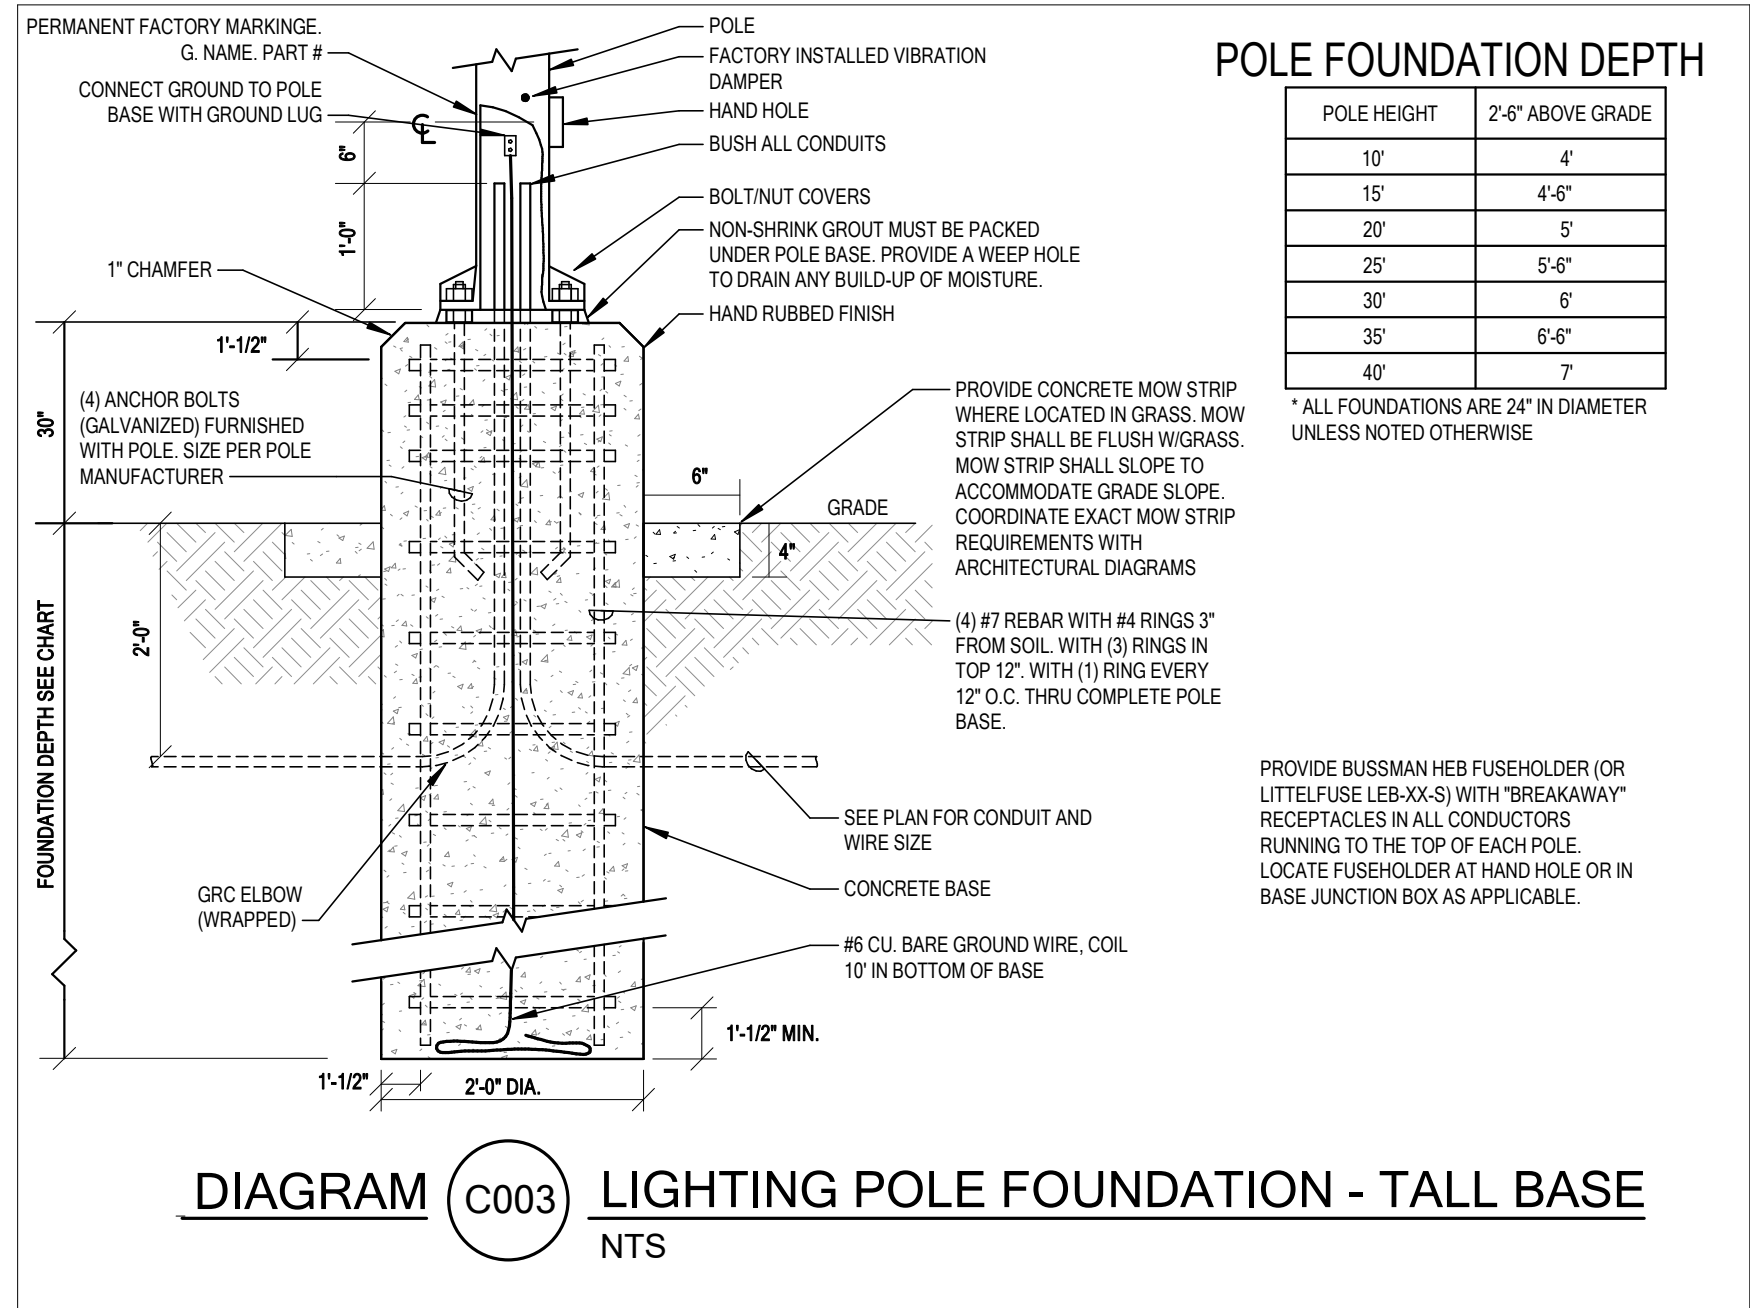 PERMANENT FACTORY MARKINGE.
G. NAME. PART #
CONNECT GROUND TO POLE
BASE WITH GROUND LUG
POLE
FACTORY INSTALLED VIBRATION
DAMPER
HAND HOLE
BUSH ALL CONDUITS
BOLT/NUT COVERS
NON-SHRINK GROUT MUST BE PACKED
UNDER POLE BASE. PROVIDE A WEEP HOLE
TO DRAIN ANY BUILD-UP OF MOISTURE.
HAND RUBBED FINISH
CL
6"
1'-0"
1" CHAMFER
1'-1/2"
30"
(4) ANCHOR BOLTS
(GALVANIZED) FURNISHED
WITH POLE. SIZE PER POLE
MANUFACTURER
PROVIDE CONCRETE MOW STRIP
WHERE LOCATED IN GRASS. MOW
STRIP SHALL BE FLUSH W/GRASS.
MOW STRIP SHALL SLOPE TO
ACCOMMODATE GRADE SLOPE.
COORDINATE EXACT MOW STRIP
REQUIREMENTS WITH
ARCHITECTURAL DIAGRAMS
6"
GRADE
4"
2'-0"
FOUNDATION DEPTH SEE CHART
(4) #7 REBAR WITH #4 RINGS 3"
FROM SOIL. WITH (3) RINGS IN
TOP 12". WITH (1) RING EVERY
12" O.C. THRU COMPLETE POLE
BASE.
SEE PLAN FOR CONDUIT AND
WIRE SIZE
CONCRETE BASE
GRC ELBOW
(WRAPPED)
#6 CU. BARE GROUND WIRE, COIL
10' IN BOTTOM OF BASE
1'-1/2" MIN.
1'-1/2"
2'-0" DIA.
POLE FOUNDATION DEPTH
POLE HEIGHT 2'-6" ABOVE GRADE
10' 4'
15' 4'-6"
20' 5'
25' 5'-6"
30' 6'
35' 6'-6"
40' 7'
* ALL FOUNDATIONS ARE 24" IN DIAMETER
UNLESS NOTED OTHERWISE
PROVIDE BUSSMAN HEB FUSEHOLDER (OR
LITTELFUSE LEB-XX-S) WITH "BREAKAWAY"
RECEPTACLES IN ALL CONDUCTORS
RUNNING TO THE TOP OF EACH POLE.
LOCATE FUSEHOLDER AT HAND HOLE OR IN
BASE JUNCTION BOX AS APPLICABLE.
DIAGRAM C003 LIGHTING POLE FOUNDATION - TALL BASE
NTS